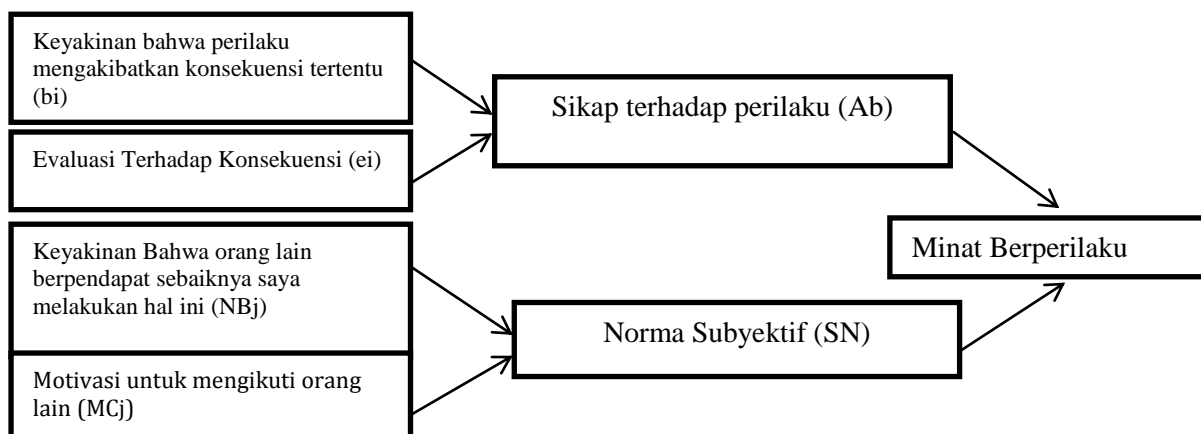 Keyakinan bahwa perilaku
mengakibatkan konsekuensi tertentu
(bi)
Evaluasi Terhadap Konsekuensi (ei)
Keyakinan Bahwa orang lain
berpendapat sebaiknya saya
melakukan hal ini (NBj)
Motivasi untuk mengikuti orang
lain (MCj)
Sikap terhadap perilaku (Ab)
Norma Subyektif (SN)
Minat Berperilaku